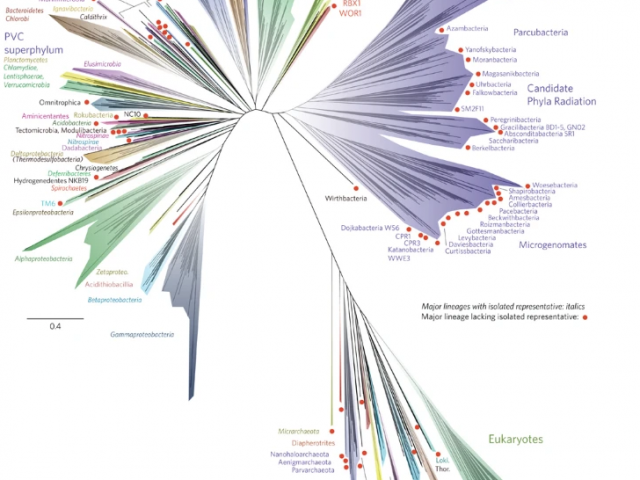 Bacteroidetes
Chlorobi
Ignavibacteria
Caldithrix
RBX1
WOR1
PVC
superphylum
Planctomycetes
Chlamydiae,
Lentisphaerae,
Verrucomicrobia
Elusimicrobia
Omnitrophica
Aminicentantes
Rokubacteria
NC10
Acidobacteria
Tectomicrobia, Modulibacteria
Nitrospinae
Nitrospirae
Dadabacteria
Deltaproteobacteria
(Thermodesulfobacteria)
Chrysiogenetes
Deferribacteres
Hydrogenedentes NKB19
Spirochaetes
TM6
Epsilonproteobacteria
Alphaproteobacteria
Zetaproteo.
Acidithiobacillia
Betaproteobacteria
Gammaproteobacteria
0.4
Azambacteria
Parcubacteria
Yanofskybacteria
Moranbacteria
Magasanikbacteria
Uhrbacteria
Falkowbacteria
Candidate
Phyla Radiation
SM2F11
Peregrinibacteria
Gracilibacteria BD1-5, GN02
Absconditabacteria SR1
Saccharibacteria
Berkelbacteria
Wirthbacteria
Woesebacteria
Shapirobacteria
Amesbacteria
Collierbacteria
Pacebacteria
Beckwithbacteria
Roizmanbacteria
Gottesmanbacteria
Levybacteria
Daviesbacteria
Curtissbacteria
Microgenomates
Dojkabacteria WS6
CPR1
CPR3
Katanobacteria
WWE3
Major lineages with isolated representative: italics
Major lineage lacking isolated representative:
Micrarchaeota
Diapherotrites
Nanohaloarchaeota
Aenigmarchaeota
Parvarchaeota
Loki.
Thor.
Eukaryotes